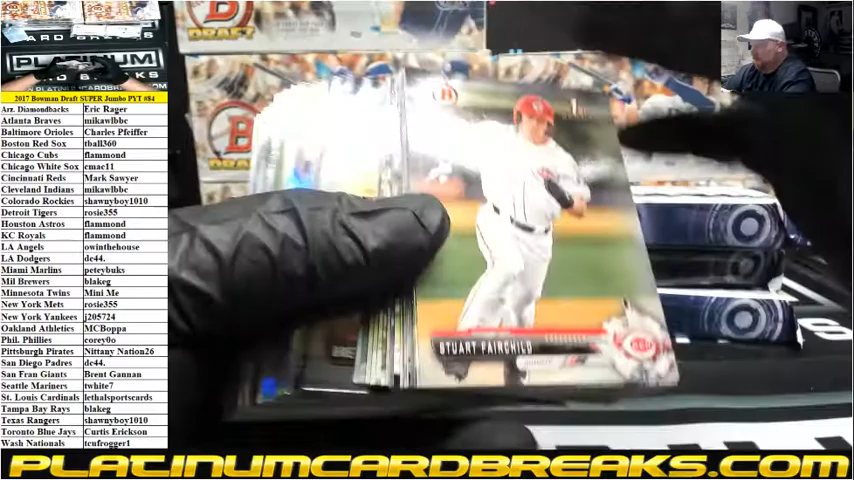 PLATINUM
2017 Bowman Draft SUPER Jumbo PYT #84
Arz. Diamondbacks Eric Rager
Atlanta Braves mikawlbbc
Baltimore Orioles Charles Pfeiffer
Boston Red Sox tball360
Chicago Cubs flammond
Chicago White Sox cmac11
Cincinnati Reds Mark Sawyer
Cleveland Indians mikawlbbc
Colorado Rockies shawnyboy1010
Detroit Tigers rosie355
Houston Astros flammond
KC Royals flammond
LA Angels owinthehouse
LA Dodgers dc44.
Miami Marlins peteybuks
Mil Brewers blakeg
Minnesota Twins Mini Me
New York Mets rosie355
New York Yankees j205724
Oakland Athletics MCBoppa
Phil. Phillies corey0o
Pittsburgh Pirates Nittany Nation26
San Diego Padres dc44.
San Fran Giants Brent Gannan
Seattle Mariners twhite7
St. Louis Cardinals lethalsportscards
Tampa Bay Rays blakeg
Texas Rangers shawnyboy1010
Toronto Blue Jays Curtis Erickson
Wash Nationals tcufrogger1
DRAFT
B
DRAFT
B
STUART FAIRCHILD
REDS
PLATINUMCARDBREAKS.COM